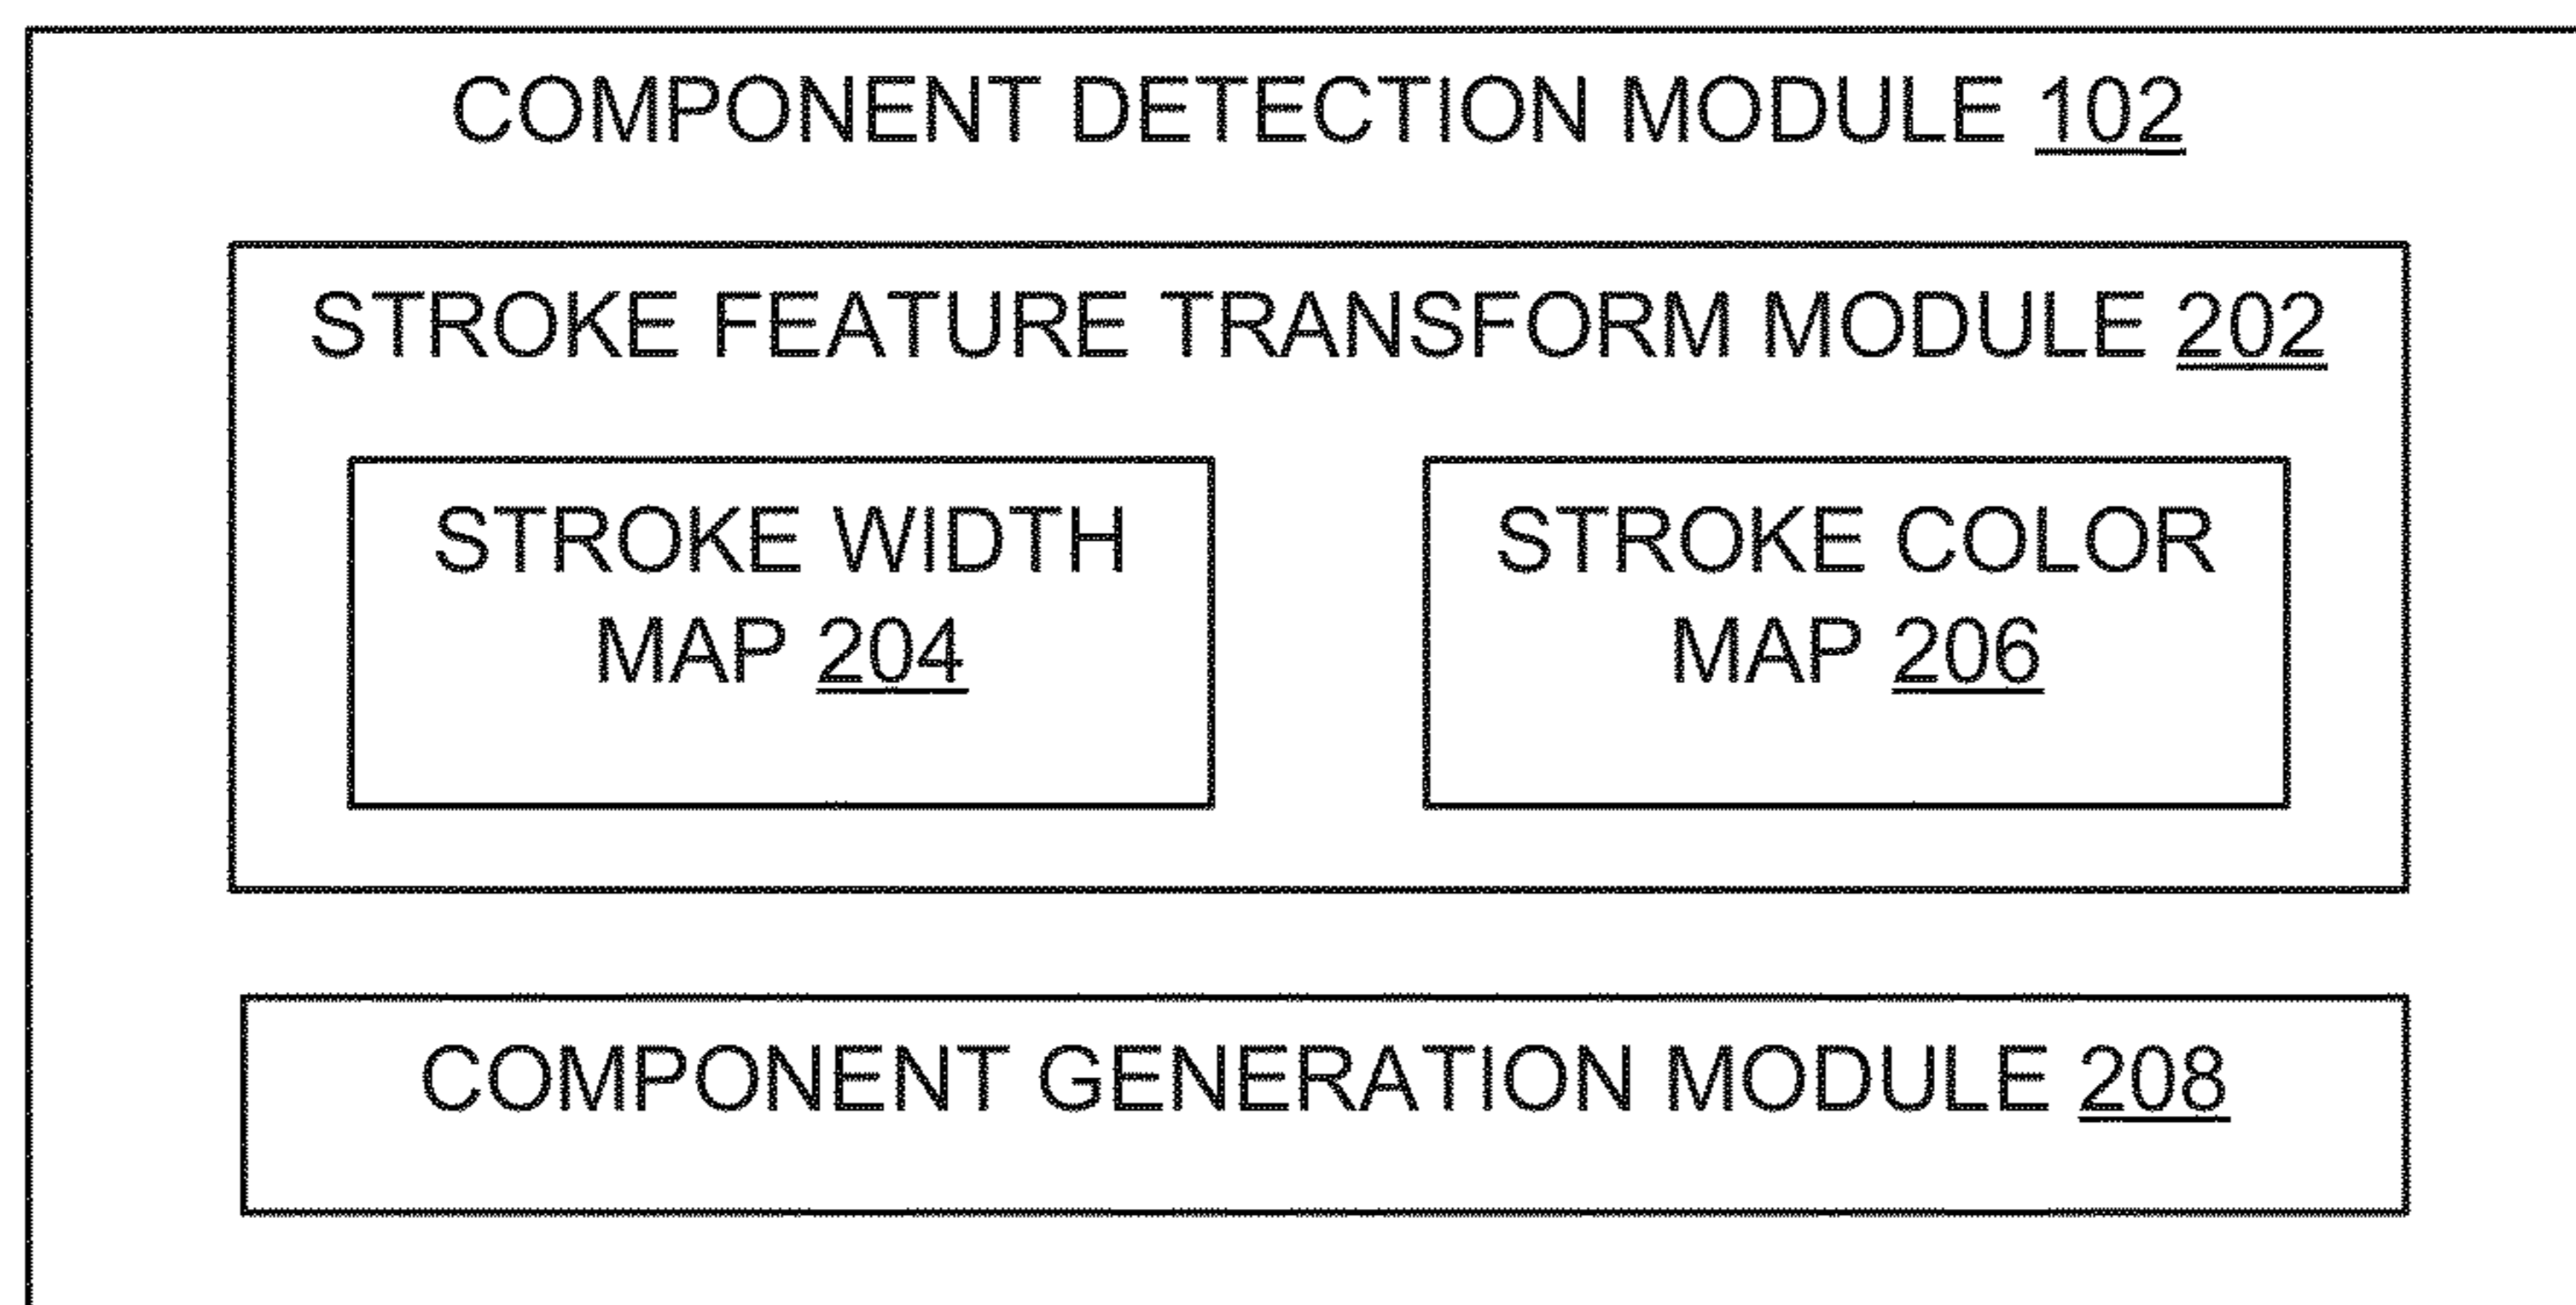 COMPONENT DETECTION MODULE 102
STROKE FEATURE TRANSFORM MODULE 202
STROKE WIDTH
MAP 204
STROKE COLOR
MAP 206
COMPONENT GENERATION MODULE 208